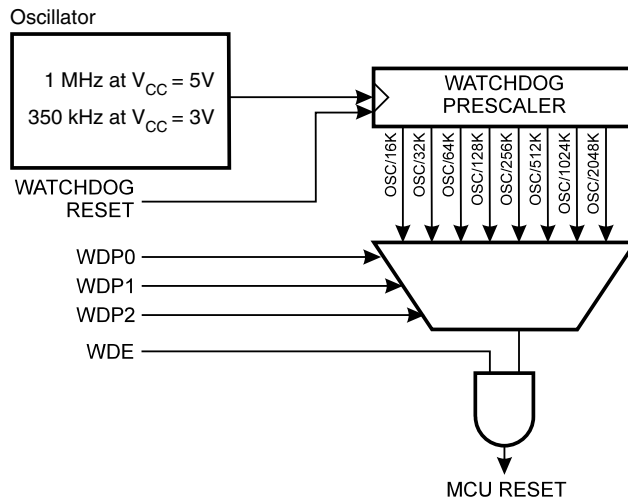 Oscillator
1 MHz at VCC = 5V
350 kHz at VCC = 3V
WATCHDOG
PRESCALER
OSC/16K
OSC/32K
OSC/64K
OSC/128K
OSC/256K
OSC/512K
OSC/1024K
OSC/2048K
WATCHDOG
RESET
WDP0
WDP1
WDP2
WDE
MCU RESET